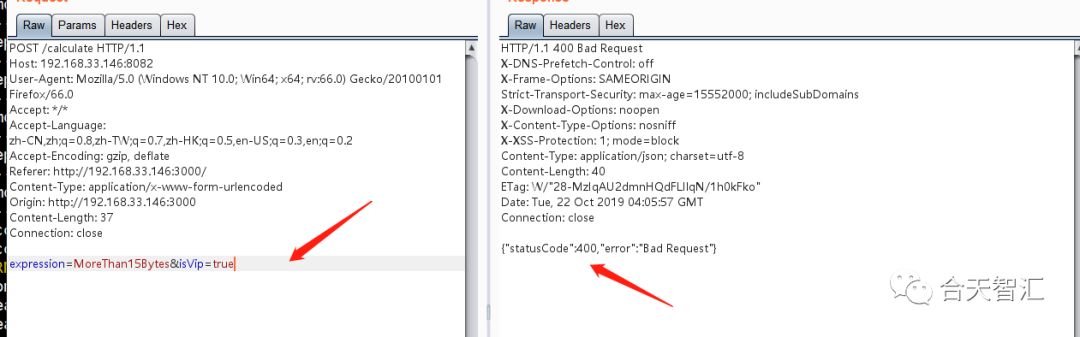 Raw Params Headers Hex
POST /calculate HTTP/1.1
Host: 192.168.33.146:8082
User-Agent: Mozilla/5.0 (Windows NT 10.0; Win64; x64; rv:66.0) Gecko/20100101
Firefox/66.0
Accept: */*
Accept-Language:
zh-CN,zh;q=0.8,zh-TW;q=0.7,zh-HK;q=0.5,en-US;q=0.3,en;q=0.2
Accept-Encoding: gzip, deflate
Referer: http://192.168.33.146:3000/
Content-Type: application/x-www-form-urlencoded
Origin: http://192.168.33.146:3000
Content-Length: 37
Connection: close
expression=MoreThan15Bytes&isVip=true
Raw Headers Hex
HTTP/1.1 400 Bad Request
X-DNS-Prefetch-Control: off
X-Frame-Options: SAMEORIGIN
Strict-Transport-Security: max-age=15552000; includeSubDomains
X-Download-Options: noopen
X-Content-Type-Options: nosniff
X-XSS-Protection: 1; mode=block
Content-Type: application/json; charset=utf-8
Content-Length: 40
Date: Tue, 22 Oct 2019 04:05:57 GMT
Connection: close
{"statusCode":400,"error":"Bad Request"}
合天智汇